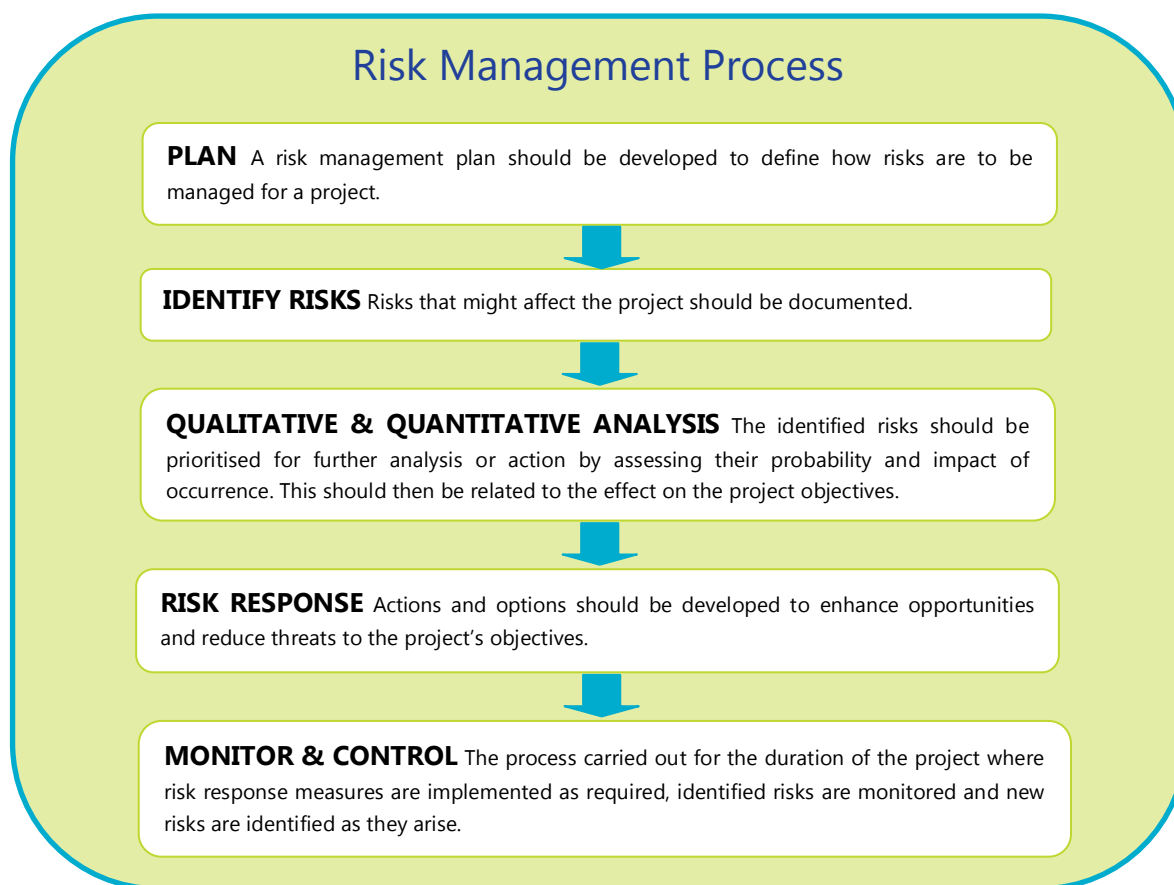 Risk Management Process
PLAN A risk management plan should be developed to define how risks are to be
managed for a project.
IDENTIFY RISKS Risks that might affect the project should be documented.
QUALITATIVE & QUANTITATIVE ANALYSIS The identified risks should be
prioritised for further analysis or action by assessing their probability and impact of
occurrence. This should then be related to the effect on the project objectives.
RISK RESPONSE Actions and options should be developed to enhance opportunities
and reduce threats to the project’s objectives.
MONITOR & CONTROL The process carried out for the duration of the project where
risk response measures are implemented as required, identified risks are monitored and new
risks are identified as they arise.